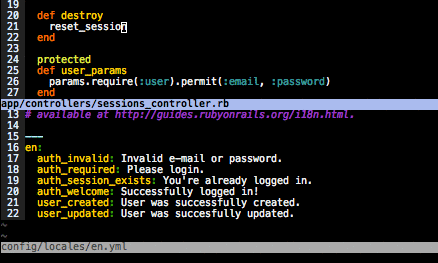 19
20 def destroy
21 reset_session
22 end
23
24 protected
25 def user_params
26 params.require(:user).permit(:email, :password)
27 end
app/controllers/sessions_controller.rb
13 # available at http://guides.rubyonrails.org/i18n.html.
14
15 ---
16 en:
17 auth_invalid: Invalid e-mail or password.
18 auth_required: Please login.
19 auth_session_exists: You're already logged in.
20 auth_welcome: Successfully logged in!
21 user_created: User was successfully created.
22 user_updated: User was succesfully updated.
~
~
config/locales/en.yml